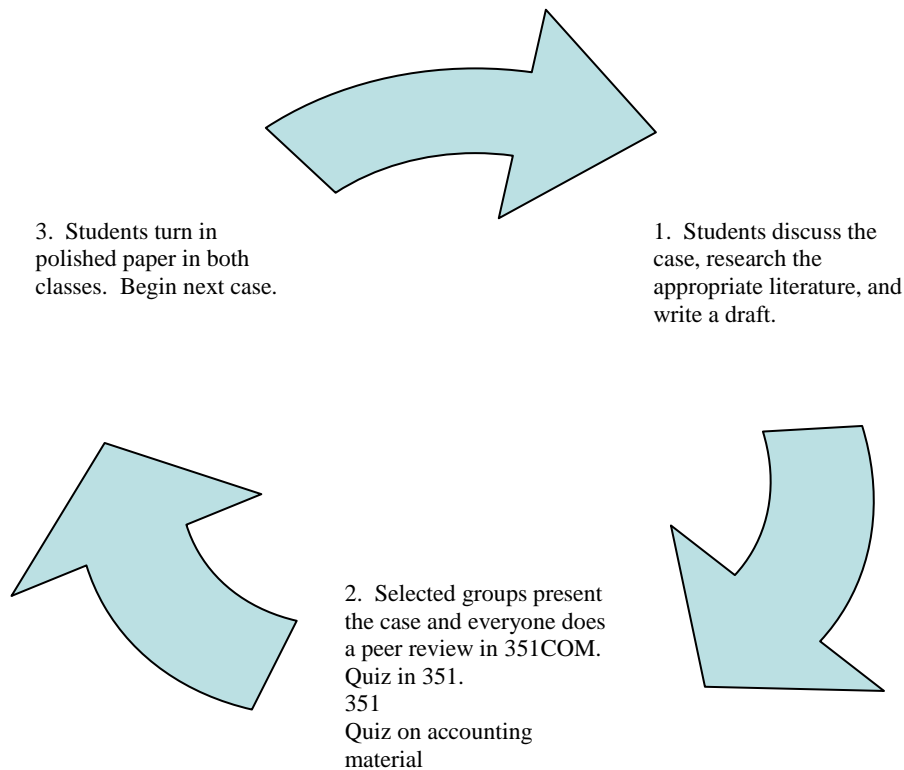 1.  Students discuss the
case, research the
appropriate literature, and
write a draft.
2.  Selected groups present
the case and everyone does
a peer review in 351COM.
Quiz in 351.
351
Quiz on accounting
material
3.  Students turn in
polished paper in both
classes.  Begin next case.